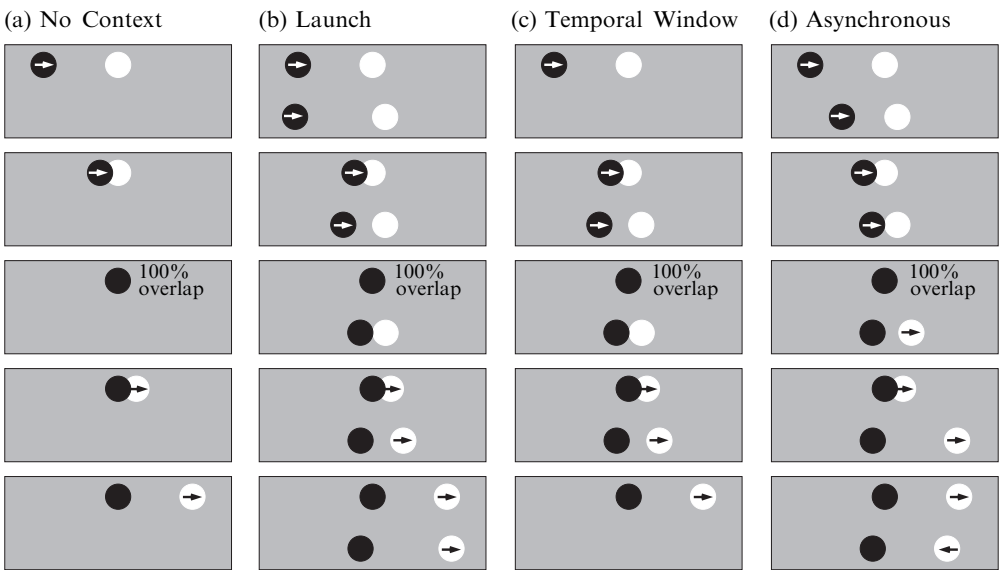 (a) No Context
(b) Launch
(c) Temporal Window
(d) Asynchronous
100%
overlap
100%
overlap
100%
overlap
100%
overlap